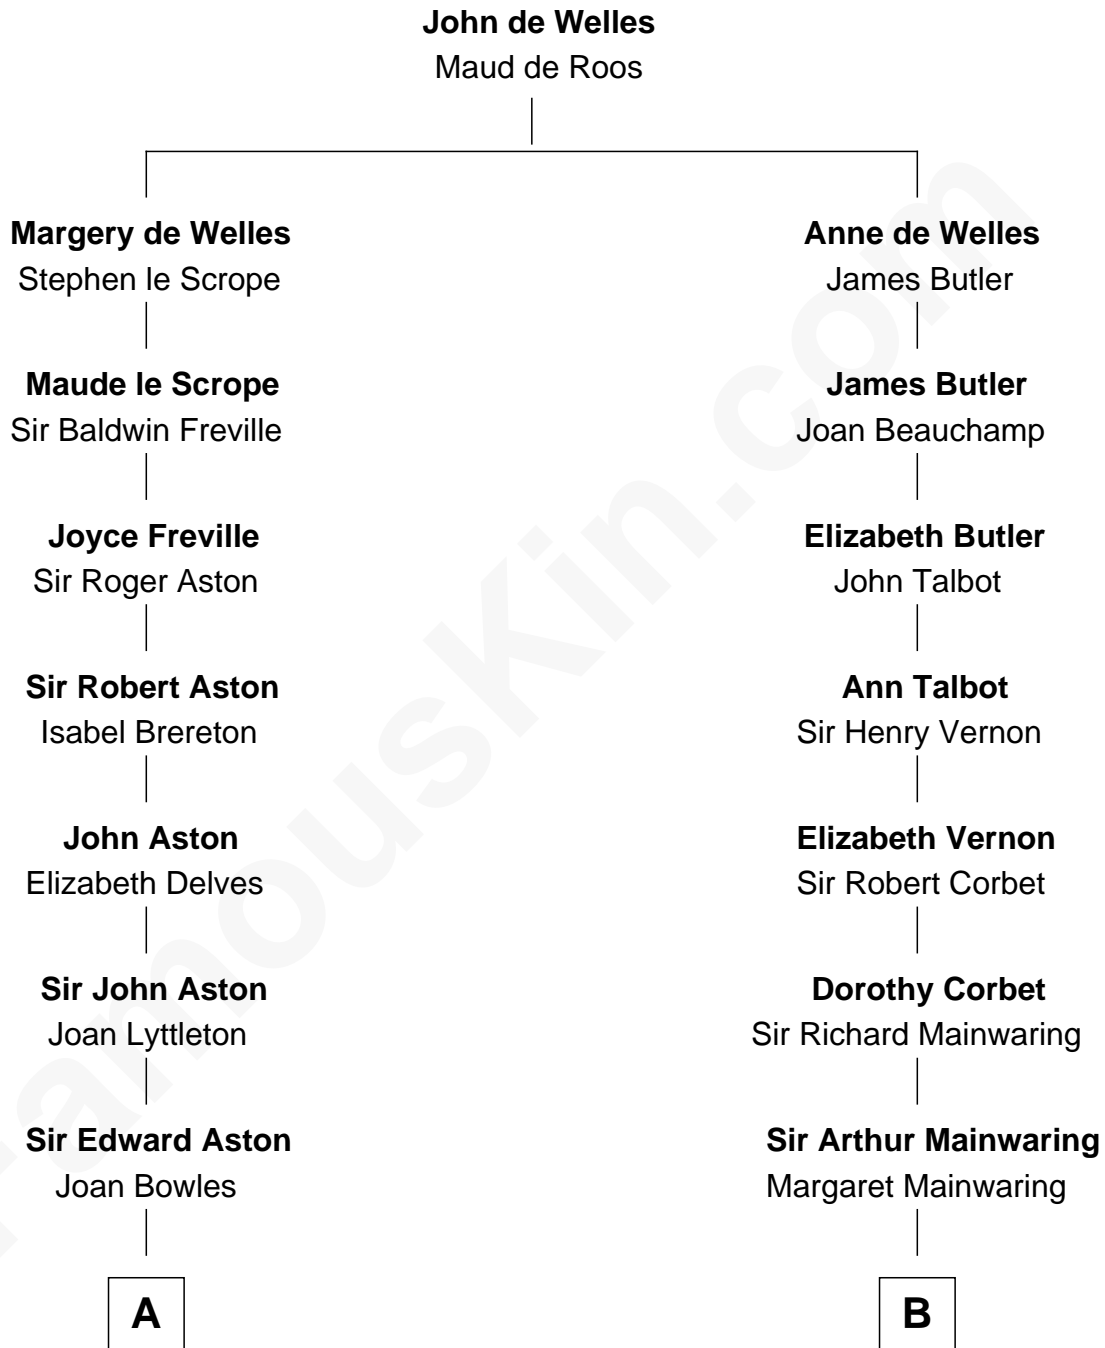 John de Welles
Maud de Roos
Margery de Welles
Stephen le Scrope
Anne de Welles
James Butler
Maude le Scrope
Sir Baldwin Freville
James Butler
Joan Beauchamp
Joyce Freville
Sir Roger Aston
Elizabeth Butler
John Talbot
Sir Robert Aston
Isabel Brereton
Ann Talbot
Sir Henry Vernon
John Aston
Elizabeth Delves
Elizabeth Vernon
Sir Robert Corbet
Sir John Aston
Joan Lyttleton
Dorothy Corbet
Sir Richard Mainwaring
Sir Edward Aston
Joan Bowles
Sir Arthur Mainwaring
Margaret Mainwaring
A
B
FamousKin.com